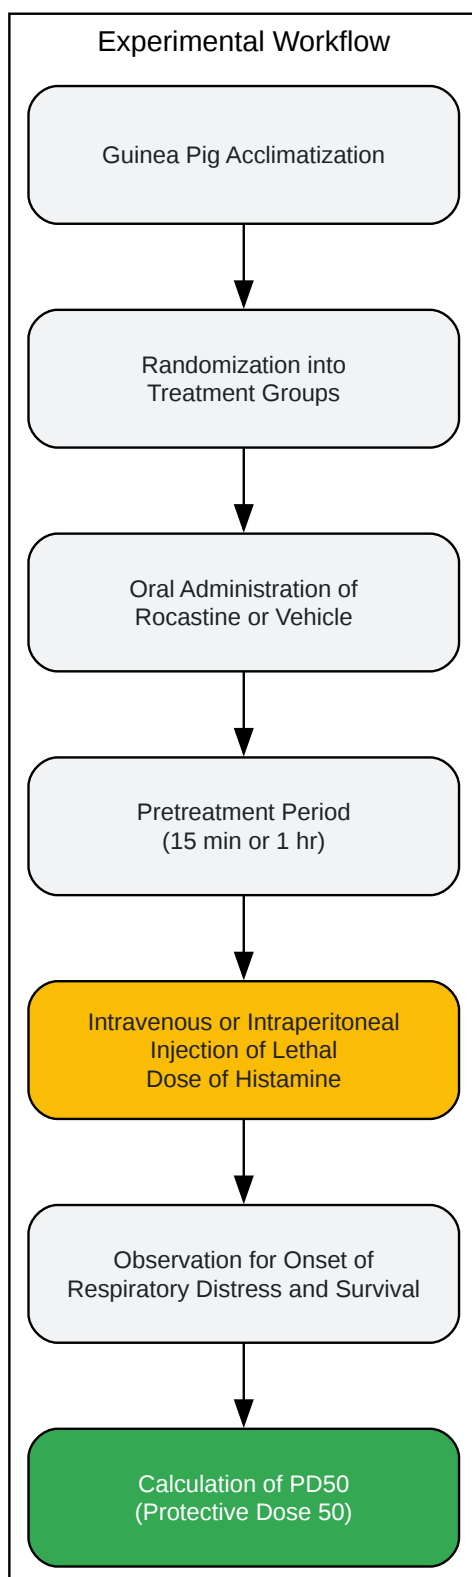 Experimental Workflow
Guinea Pig Acclimatization
Randomization into
Treatment Groups
Oral Administration of
Rocastine or Vehicle
Pretreatment Period
(15 min or 1 hr)
Intravenous or Intraperitoneal
Injection of Lethal
Dose of Histamine
Observation for Onset of
Respiratory Distress and Survival
Calculation of PD50
(Protective Dose 50)